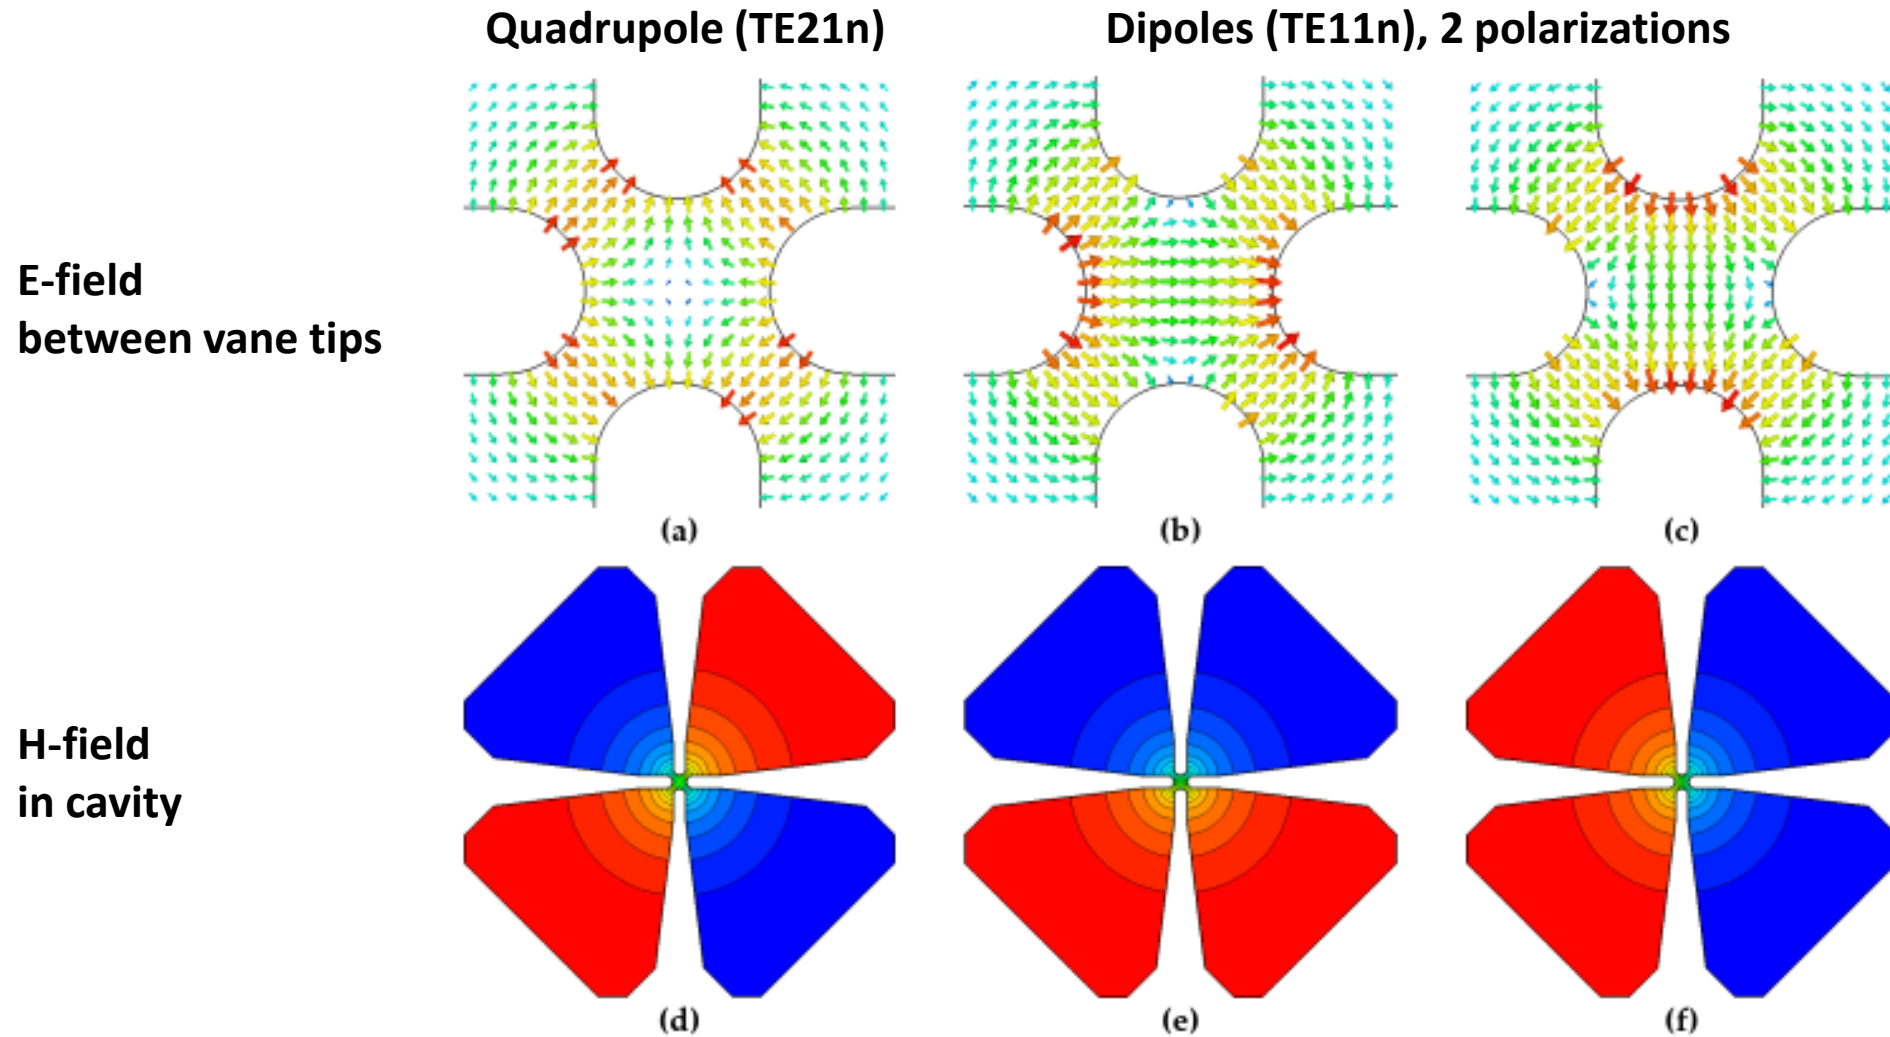 Quadrupole (TE21n)
Dipoles (TE11n), 2 polarizations
E-field
between vane tips
(a)
(b)
(c)
H-field
in cavity
(d)
(e)
(f)